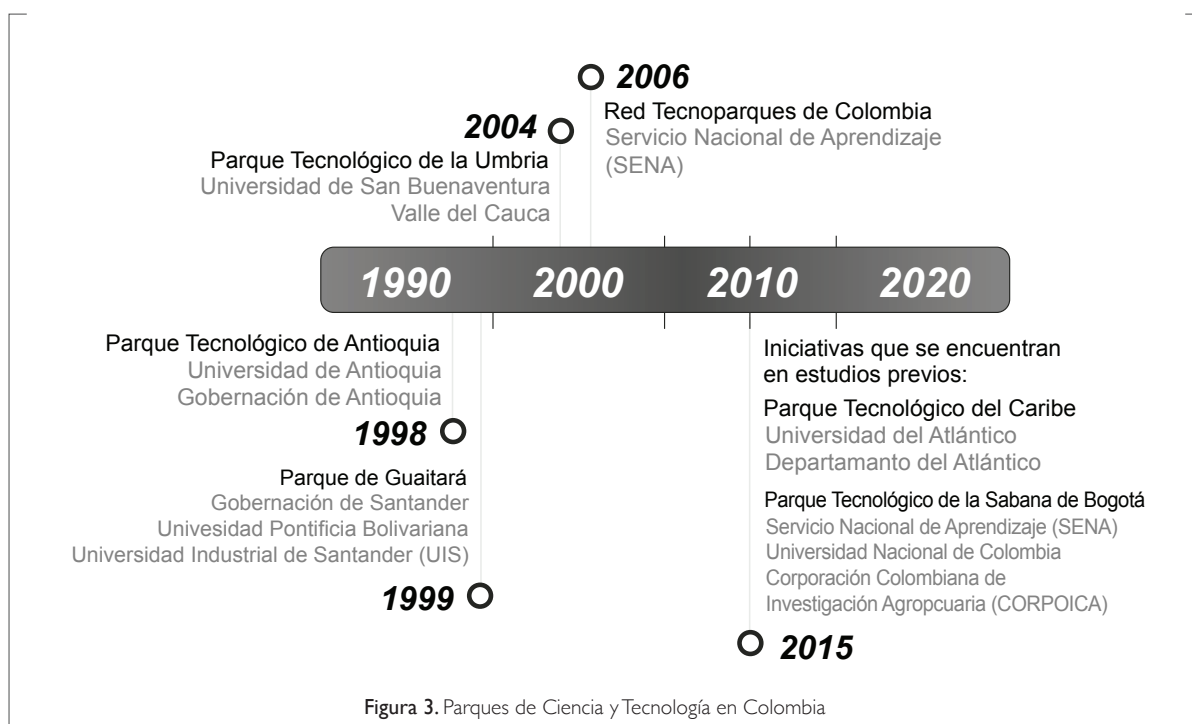 2006
Red Tecnoparques de Colombia
Servicio Nacional de Aprendizaje
(SENA)
2004
Parque Tecnológico de la Umbria
Universidad de San Buenaventura
Valle del Cauca
1990 2000 2010 2020
Parque Tecnológico de Antioquia
Universidad de Antioquia
Gobernación de Antioquia
1998
Parque de Guaitará
Gobernación de Santander
Univesidad Pontificia Bolivariana
Universidad Industrial de Santander (UIS)
1999
Iniciativas que se encuentran
en estudios previos:
Parque Tecnológico del Caribe
Universidad del Atlántico
Departamanto del Atlántico
Parque Tecnológico de la Sabana de Bogotá
Servicio Nacional de Aprendizaje (SENA)
Universidad Nacional de Colombia
Corporación Colombiana de
Investigación Agropcuaria (CORPOICA)
2015
Figura 3. Parques de Ciencia y Tecnología en Colombia